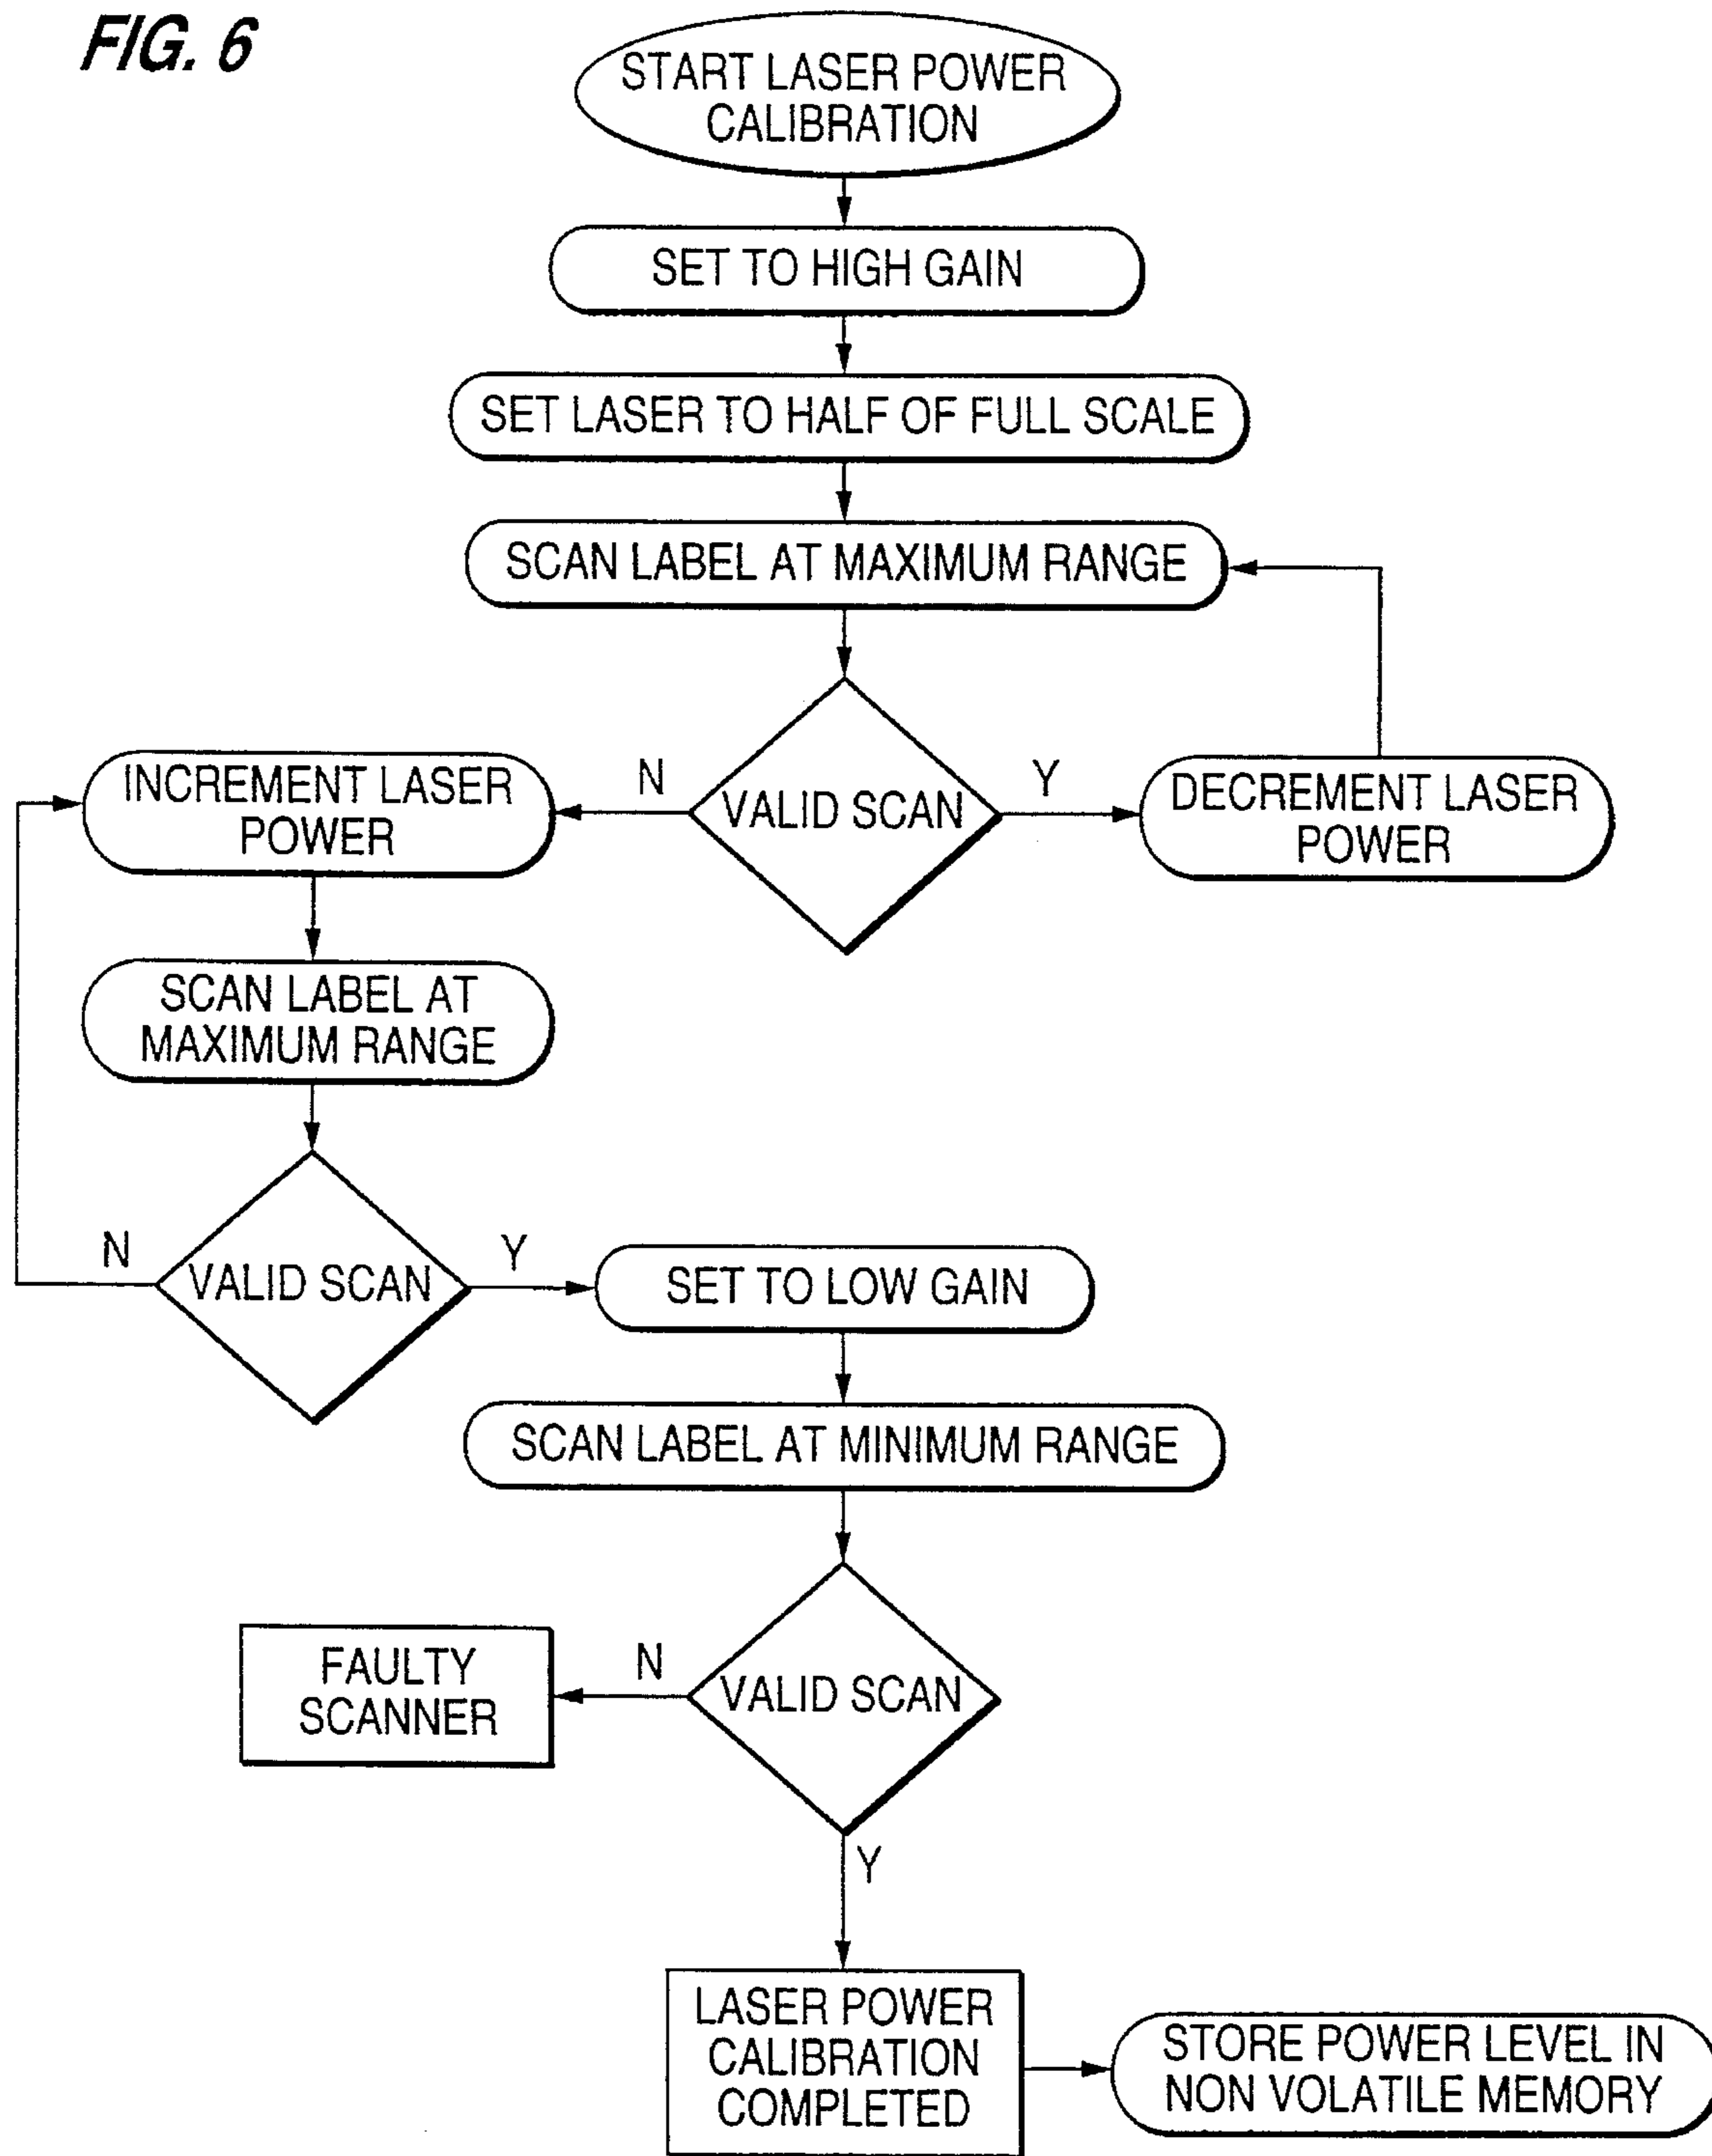 FIG. 6
START LASER POWER
CALIBRATION
SET TO HIGH GAIN
SET LASER TO HALF OF FULL SCALE
SCAN LABEL AT MAXIMUM RANGE
INCREMENT LASER
POWER
N
VALID SCAN
Y
DECREMENT LASER
POWER
SCAN LABEL AT
MAXIMUM RANGE
N
VALID SCAN
Y
SET TO LOW GAIN
SCAN LABEL AT MINIMUM RANGE
FAULTY
SCANNER
N
VALID SCAN
Y
LASER POWER
CALIBRATION
COMPLETED
STORE POWER LEVEL IN
NON VOLATILE MEMORY